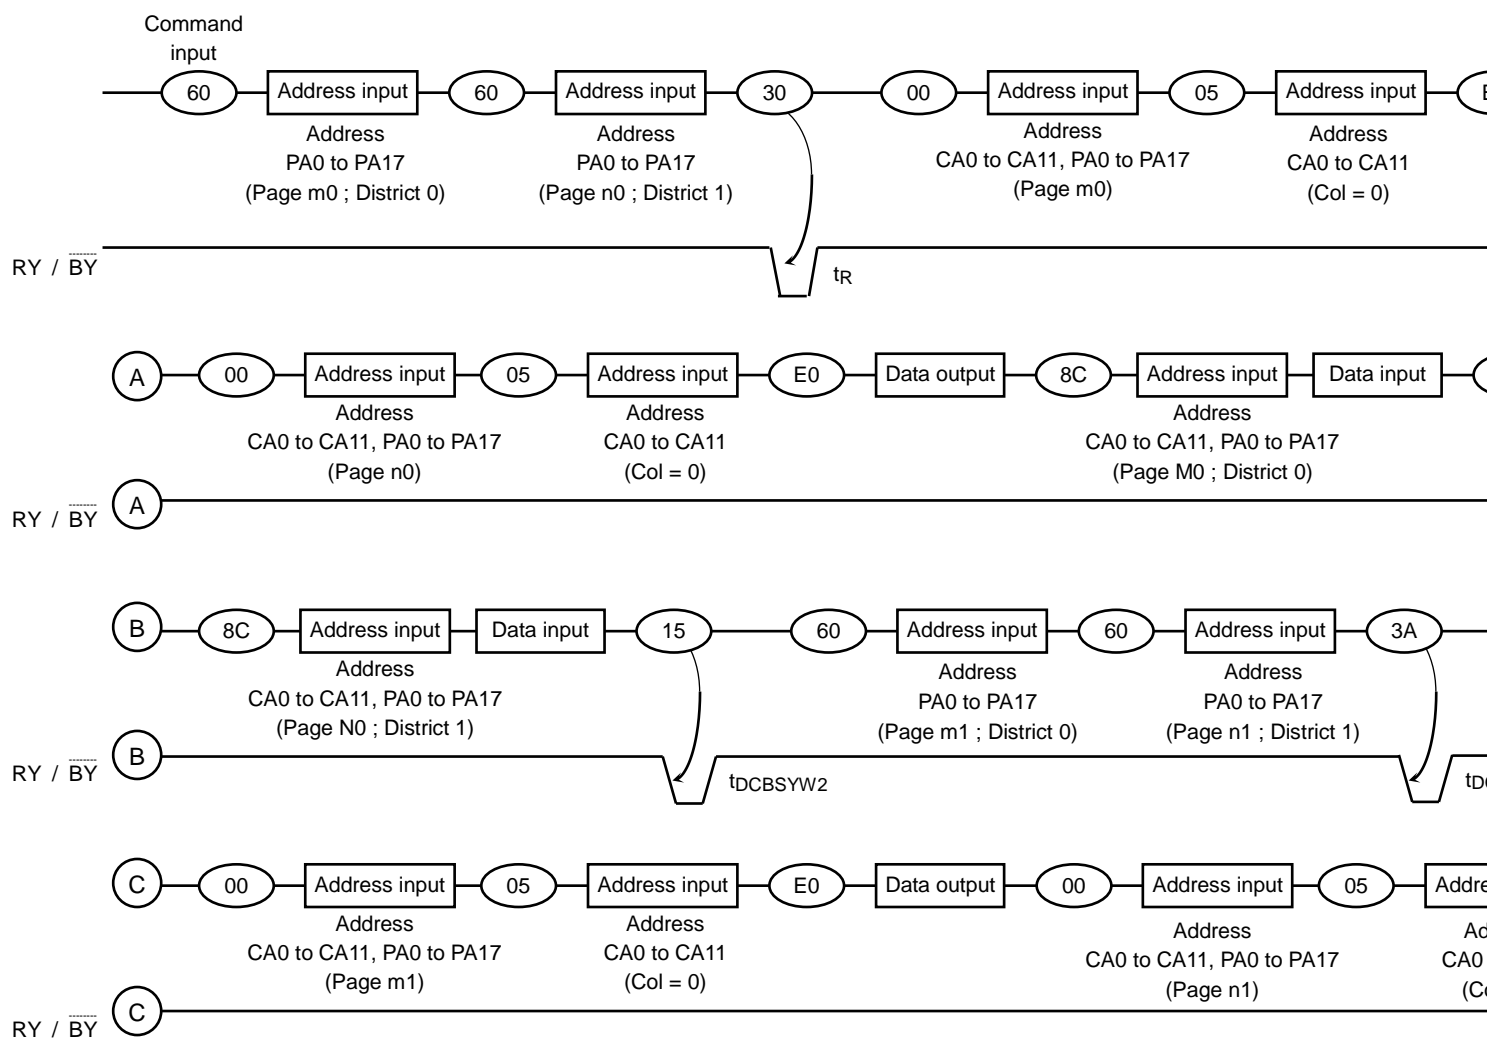 Command
input
60 Address input 60 Address input 30 00 Address input 05 Address input
Address
PA0 to PA17
(Page m0 ; District 0)
Address
PA0 to PA17
(Page n0 ; District 1)
Address
CA0 to CA11, PA0 to PA17
(Page m0)
Address
CA0 to CA11
(Col = 0)
RY / BY
tR
A 00 Address input 05 Address input E0 Data output 8C Address input Data input
Address
CA0 to CA11, PA0 to PA17
(Page n0)
Address
CA0 to CA11
(Col = 0)
Address
CA0 to CA11, PA0 to PA17
(Page M0 ; District 0)
RY / BY A
B 8C Address input Data input 15 60 Address input 60 Address input 3A
Address
CA0 to CA11, PA0 to PA17
(Page N0 ; District 1)
Address
PA0 to PA17
(Page m1 ; District 0)
Address
PA0 to PA17
(Page n1 ; District 1)
RY / BY B
tDCBSYW2
C 00 Address input 05 Address input E0 Data output 00 Address input 05
Address
CA0 to CA11, PA0 to PA17
(Page m1)
Address
CA0 to CA11
(Col = 0)
Address
CA0 to CA11, PA0 to PA17
(Page n1)
CA0
RY / BY C